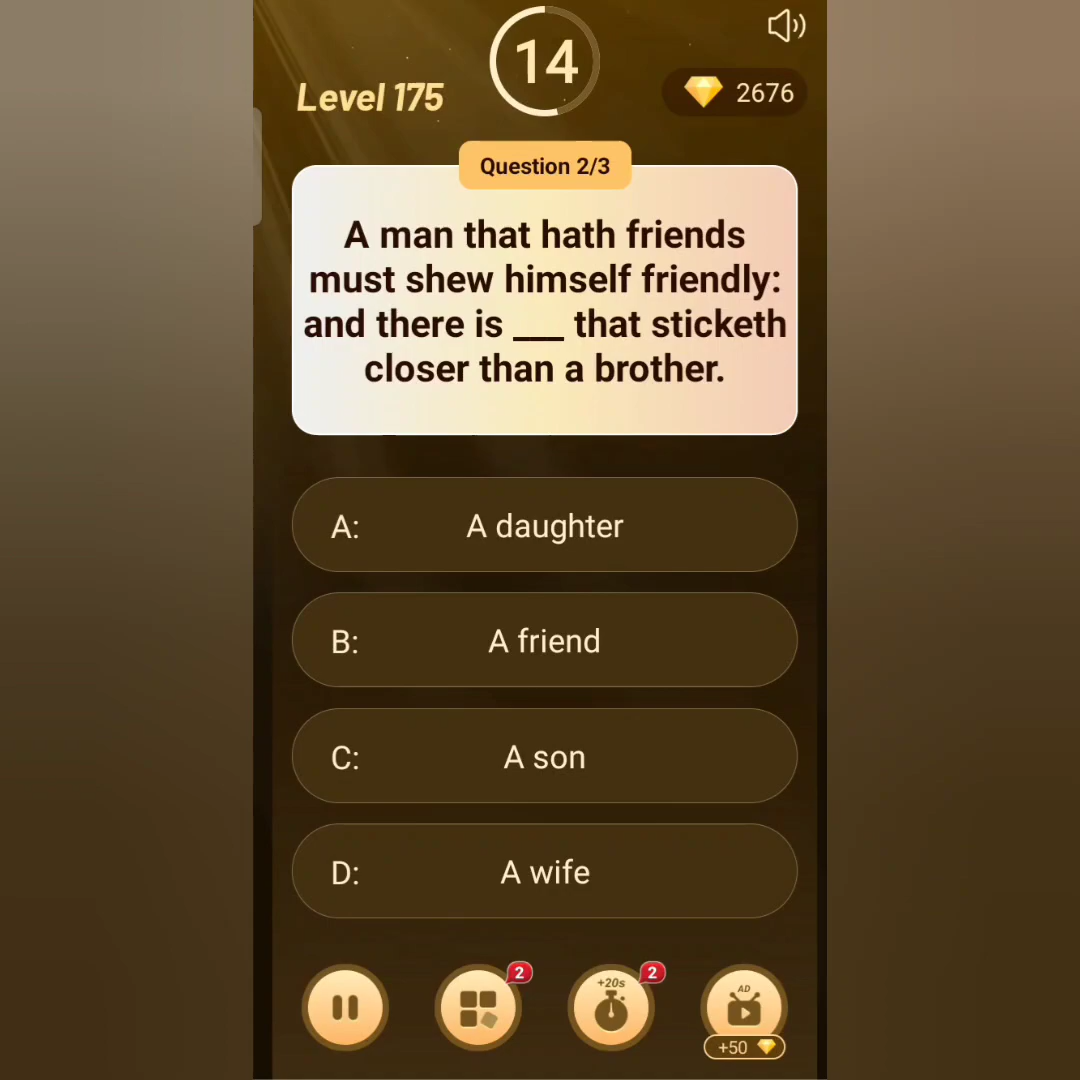 14
Level 175
2676
Question 2/3
A man that hath friends
must shew himself friendly:
and there is ___ that sticketh
closer than a brother.
A: A daughter
B: A friend
C: A son
D: A wife
2
+20s
2
AD
+50